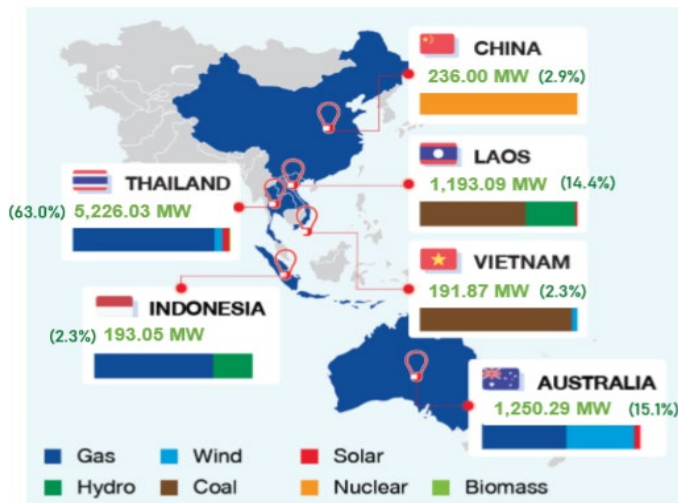 CHINA
236.00 MW (2.9%)
LAOS
1,193.09 MW (14.4%)
THAILAND
(63.0%) 5,226.03 MW
VIETNAM
191.87 MW (2.3%)
INDONESIA
(2.3%) 193.05 MW
AUSTRALIA
1,250.29 MW (15.1%)
Gas Wind Solar
Hydro Coal Nuclear Biomass